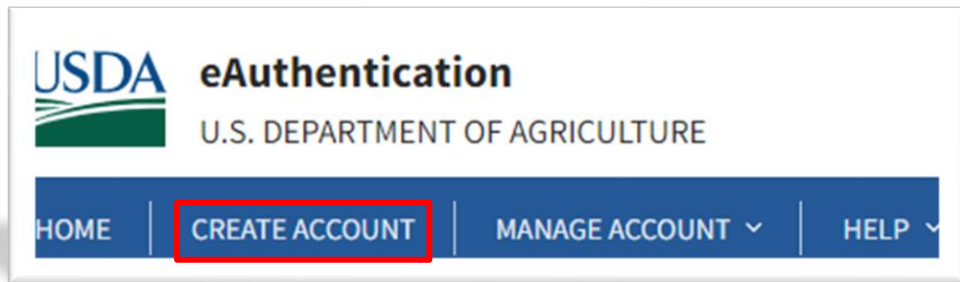 USDA
eAuthentication
U.S. DEPARTMENT OF AGRICULTURE
HOME CREATE ACCOUNT MANAGE ACCOUNT HELP